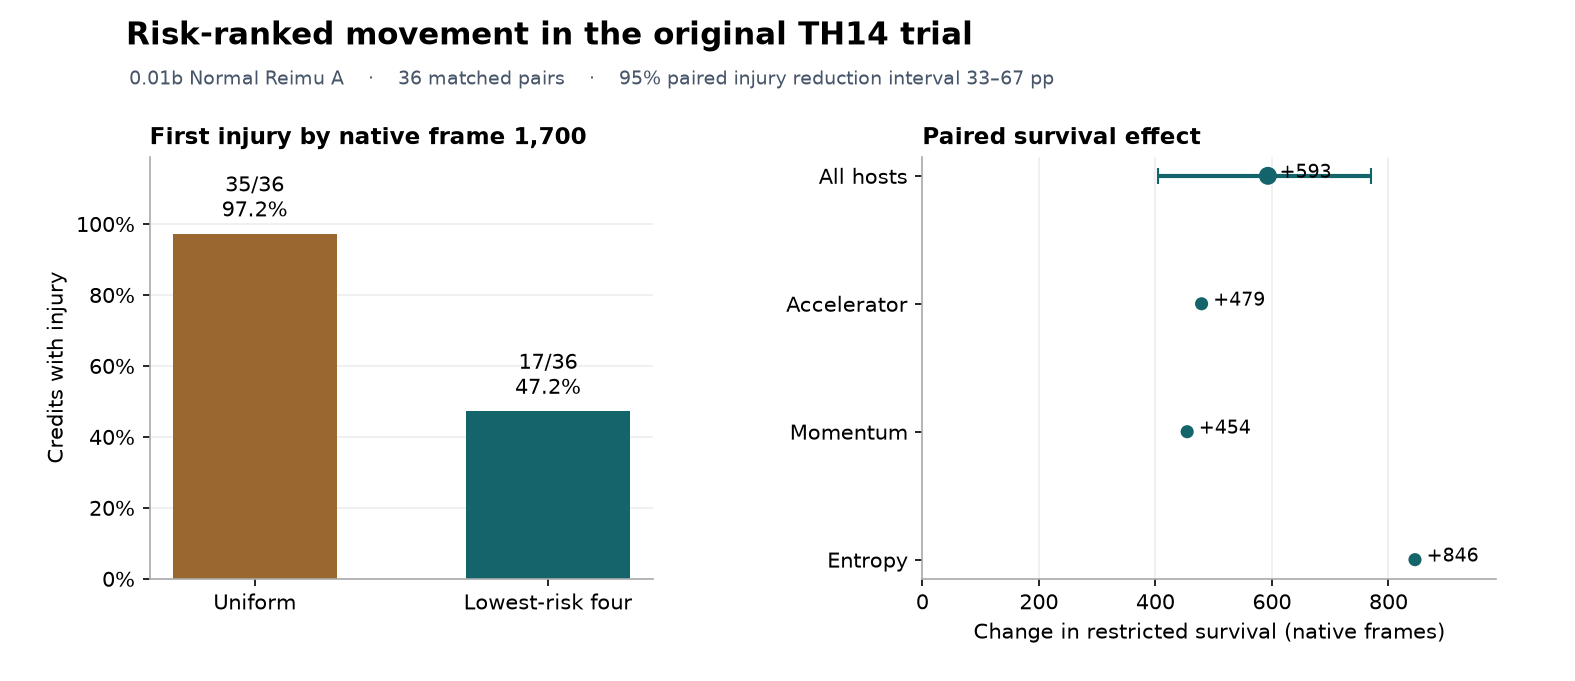 Risk-ranked movement in the original TH14 trial
0.01b Normal Reimu A · 36 matched pairs · 95% paired injury reduction interval 33–67 pp
First injury by native frame 1,700
Credits with injury
100%
80%
60%
40%
20%
0%
35/36
97.2%
17/36
47.2%
Uniform
Lowest-risk four
Paired survival effect
All hosts
+593
Accelerator
+479
Momentum
+454
Entropy
+846
0 200 400 600 800
Change in restricted survival (native frames)